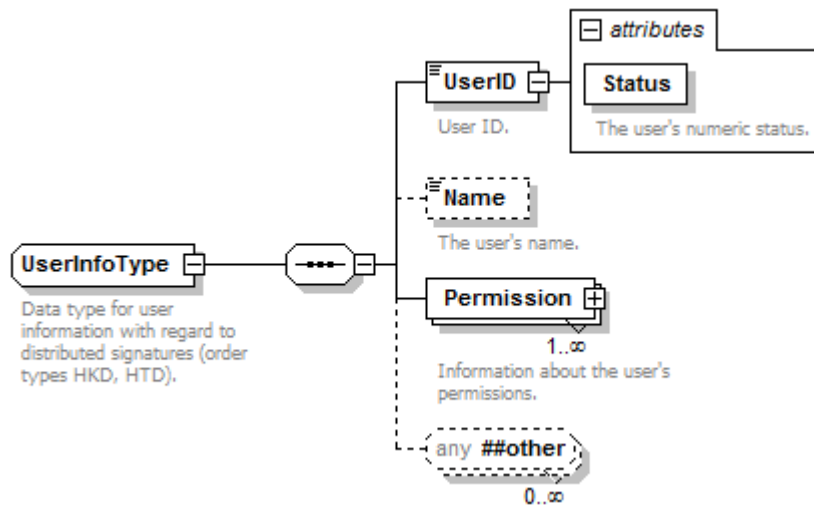 attributes
UserID
Status
User ID.
The user's numeric status.
Name
The user's name.
UserInfoType
Data type for user
information with regard to
distributed signatures (order
types HKD, HTD).
Permission
1..∞
Information about the user's
permissions.
any ##other
0..∞